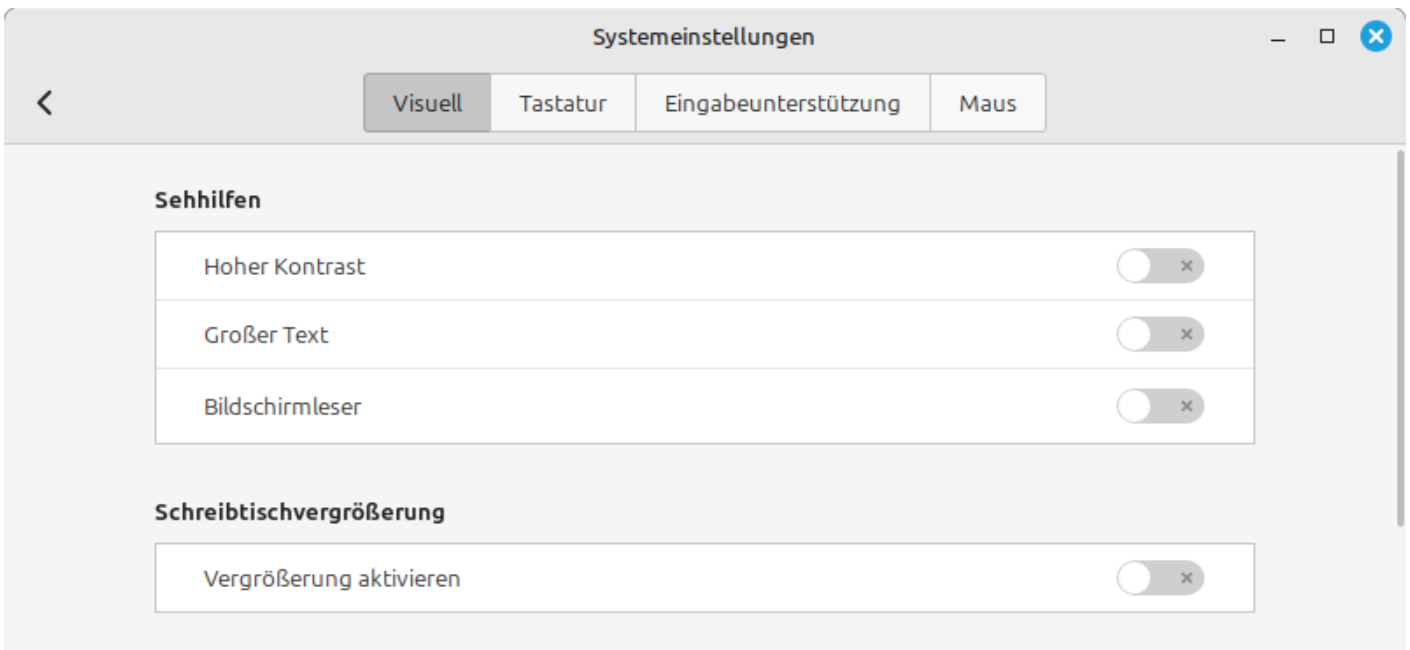 Systemeinstellungen
Visuell Tastatur Eingabeunterstützung Maus
Sehhilfen
Hoher Kontrast
Großer Text
Bildschirmleser
Schreibtischvergrößerung
Vergrößerung aktivieren